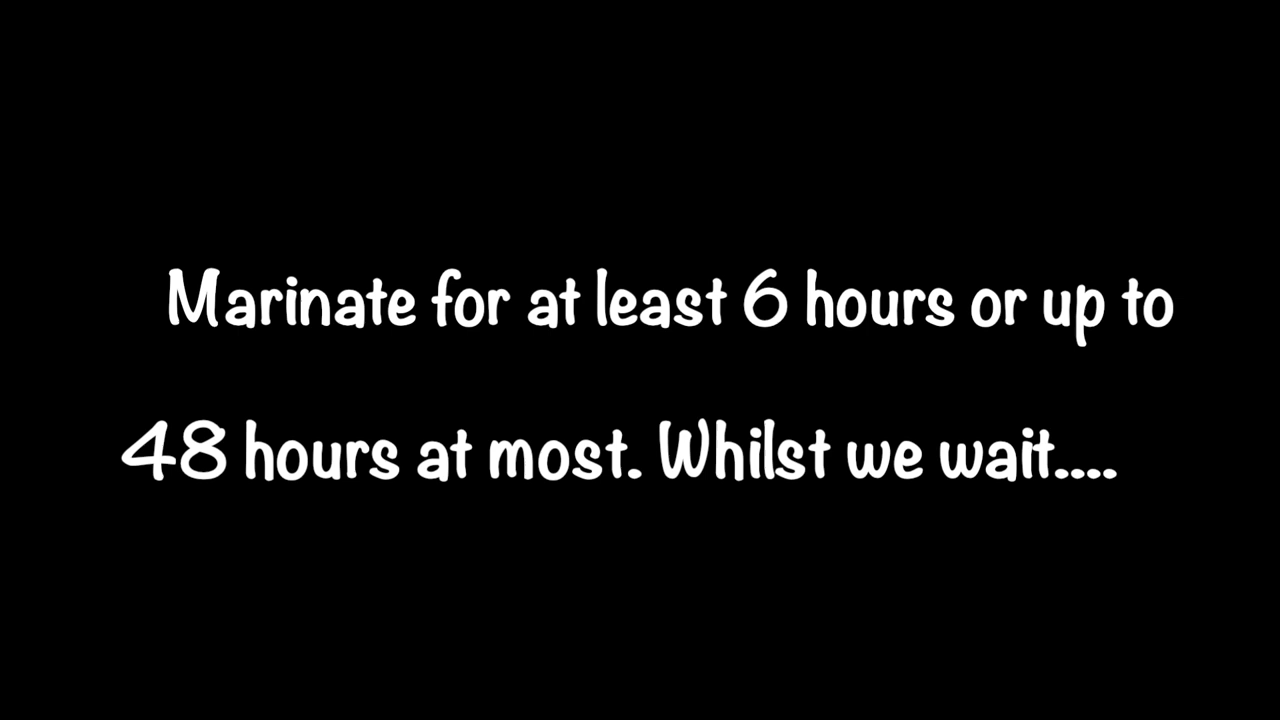 Marinate for at least 6 hours or up to
48 hours at most. Whilst we wait....